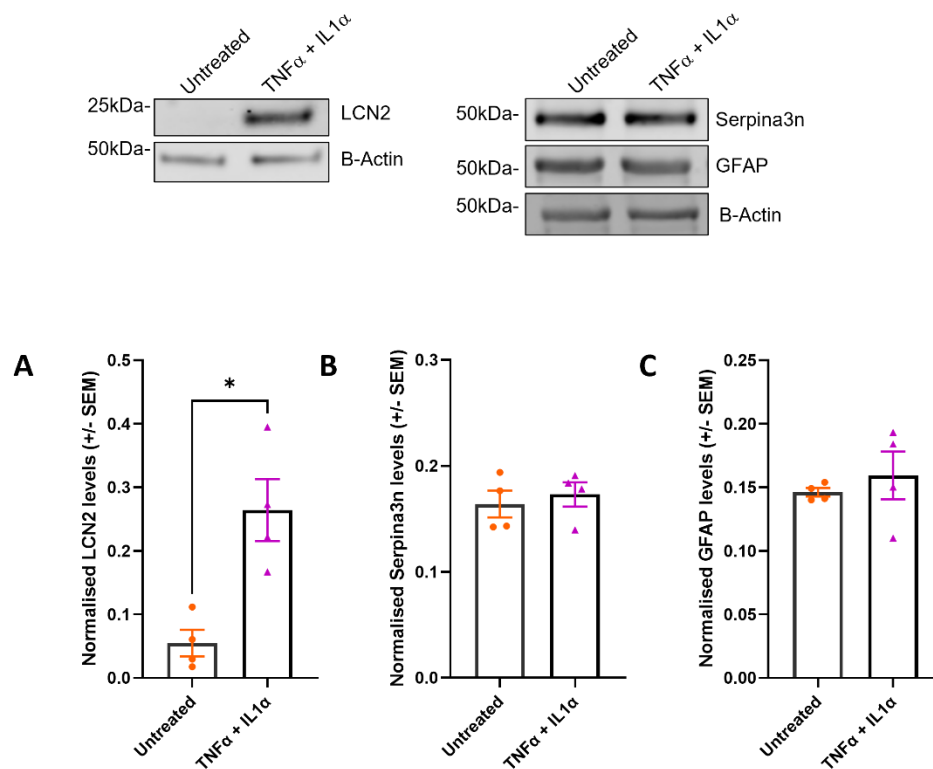 Untreated
TNFα + IL1α
25kDa-
LCN2
50kDa-
B-Actin
Untreated
TNFα + IL1α
50kDa-
Serpina3n
50kDa-
GFAP
50kDa-
B-Actin
A
Normalised LCN2 levels (+/- SEM)
0.5
0.4
0.3
0.2
0.1
0.0
*
Untreated
TNFα + IL1α
B
Normalised Serpina3n levels (+/- SEM)
0.3
0.2
0.1
0.0
Untreated
TNFα + IL1α
C
Normalised GFAP levels (+/- SEM)
0.25
0.20
0.15
0.10
0.05
0.00
Untreated
TNFα + IL1α